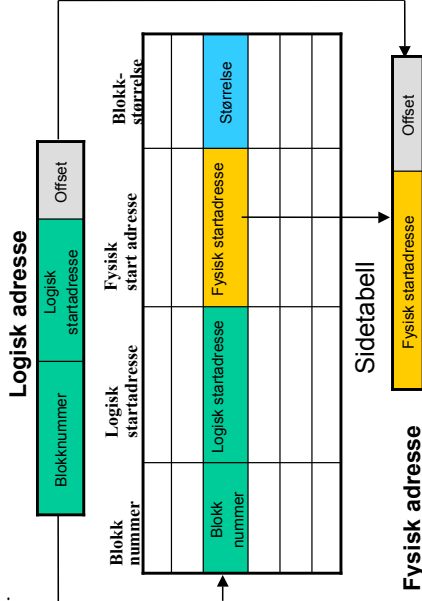 Logisk adresse
Blokknummer
Logisk
startadresse
Offset
Blokk
nummer
Logisk
startadresse
Fysisk
start adresse
Blokk-
størrelse
Blokk
nummer
Logisk startadresse
Fysisk startadresse
Størrelse
Sidetabell
Fysisk startadresse
Offset
Fysisk adresse